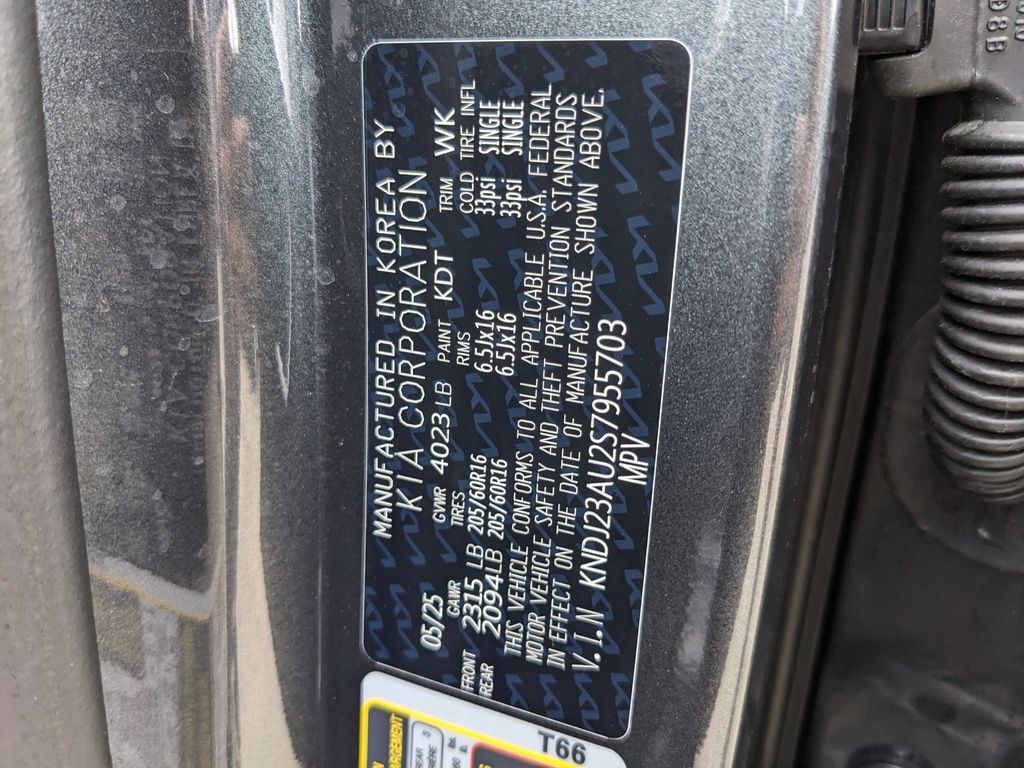 MANUFACTURED IN KOREA BY
05/25 KIA CORPORATION
GAWR GVWR 4023 LB PAINT KDT TRIM WK
FRONT 2315 LB TIRES 205/60R16 RIMS 6.5Jx16 COLD TIRE INFL 33psi SINGLE
REAR 2094 LB 205/60R16 6.5Jx16 33psi SINGLE
THIS VEHICLE CONFORMS TO ALL APPLICABLE U.S.A. FEDERAL
MOTOR VEHICLE SAFETY AND THEFT PREVENTION STANDARDS
IN EFFECT ON THE DATE OF MANUFACTURE SHOWN ABOVE.
V.I.N KNDJ23AU2S7955703
MPV
T66